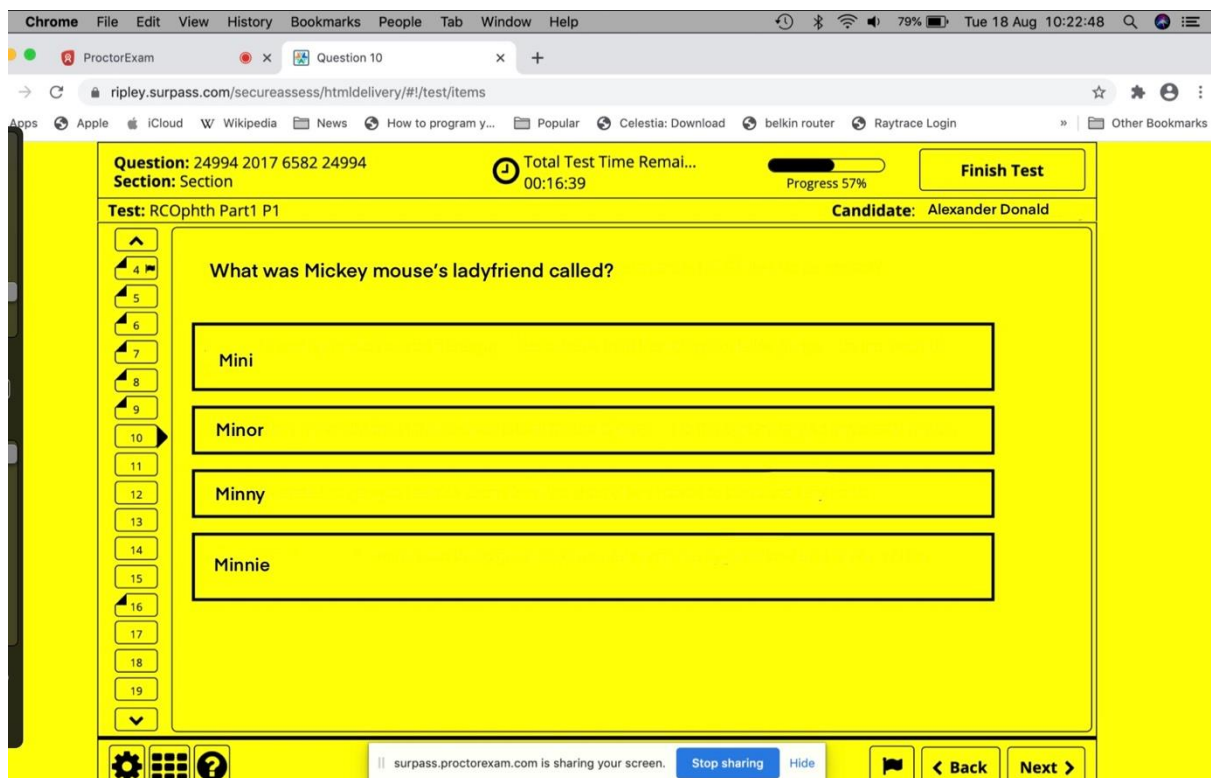 Chrome File Edit View History Bookmarks People Tab Window Help 79% Tue 18 Aug 10:22:48
ProctorExam Question 10
ripley.surpass.com/secureassess/htmldelivery/#!/test/items
Apps Apple iCloud Wikipedia News How to program y... Popular Celestia: Download belkin router Raytrace Login » Other Bookmarks
Question: 24994 2017 6582 24994
Section: Section
Total Test Time Remai...
00:16:39
Progress 57%
Finish Test
Test: RCOphth Part1 P1 Candidate: Alexander Donald
4
5
6
7
8
9
10
11
12
13
14
15
16
17
18
19
What was Mickey mouse's ladyfriend called?
Mini
Minor
Minny
Minnie
surpass.proctorexam.com is sharing your screen. Stop sharing Hide
Back Next